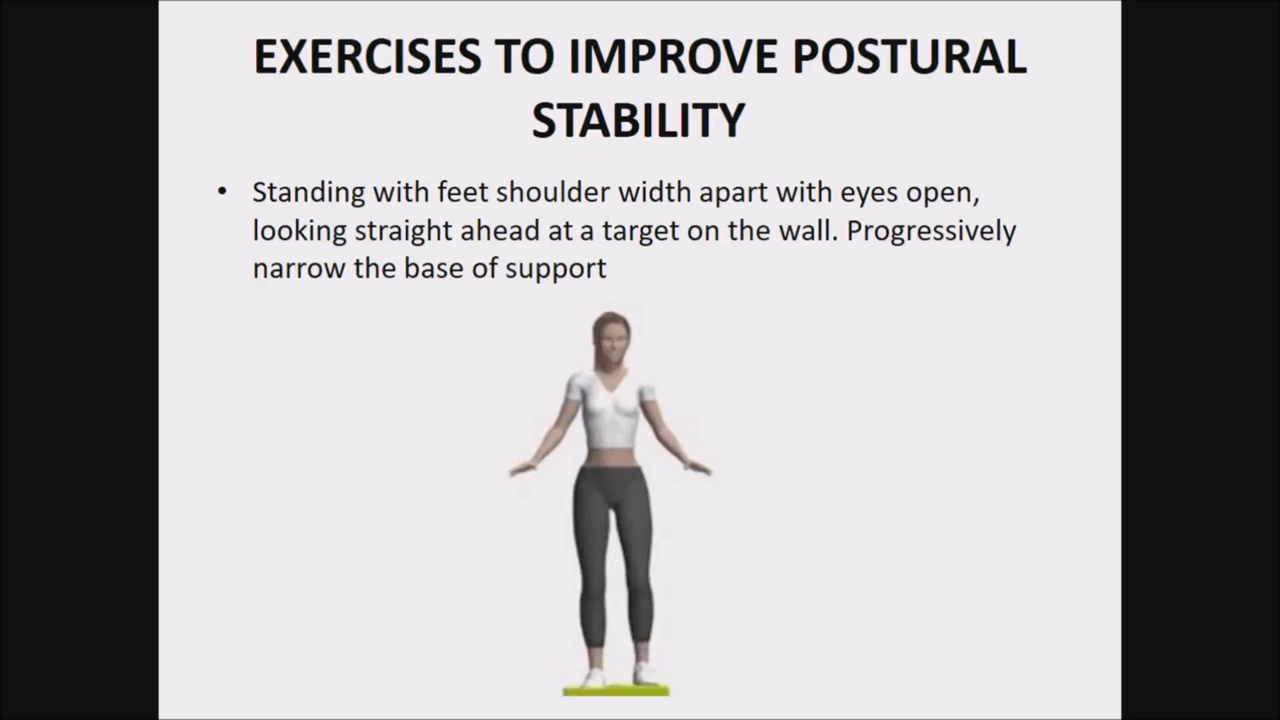 EXERCISES TO IMPROVE POSTURAL
STABILITY
• Standing with feet shoulder width apart with eyes open,
looking straight ahead at a target on the wall. Progressively
narrow the base of support